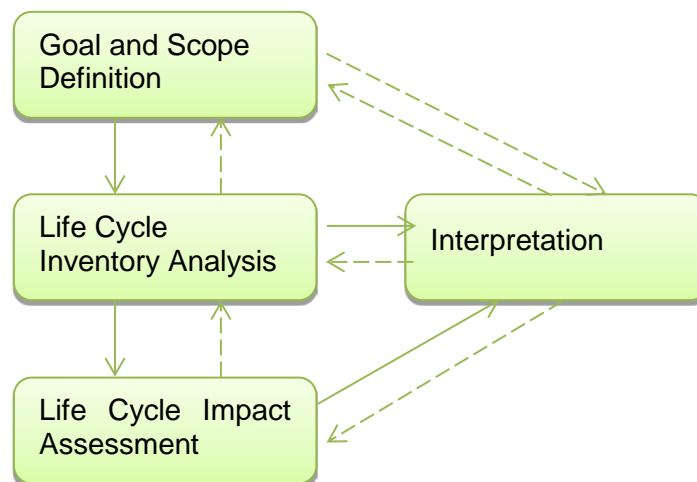 Goal and Scope
Definition
Life Cycle
Inventory Analysis
Interpretation
Life Cycle Impact
Assessment